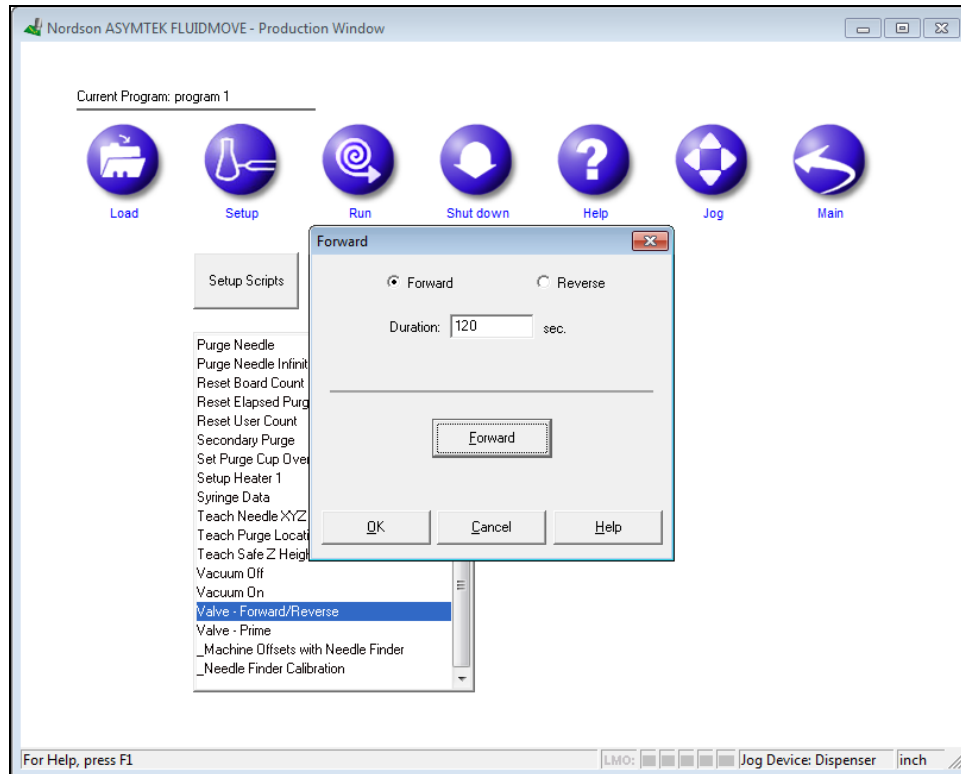 Nordson ASYMTEK FLUIDMOVE - Production Window
Current Program: program 1
Load
Setup
Run
Shut down
Help
Jog
Main
Setup Scripts
Forward
Forward
Reverse
Duration: 120 sec.
Forward
OK
Cancel
Help
Purge Needle
Purge Needle Infinit
Reset Board Count
Reset Elapsed Purg
Reset User Count
Secondary Purge
Set Purge Cup Over
Setup Heater 1
Syringe Data
Teach Needle XYZ
Teach Purge Locati
Teach Safe Z Heigh
Vacuum Off
Vacuum On
Valve - Forward/Reverse
Valve - Prime
_Machine Offsets with Needle Finder
_Needle Finder Calibration
For Help, press F1
LMO:
Jog Device: Dispenser
inch